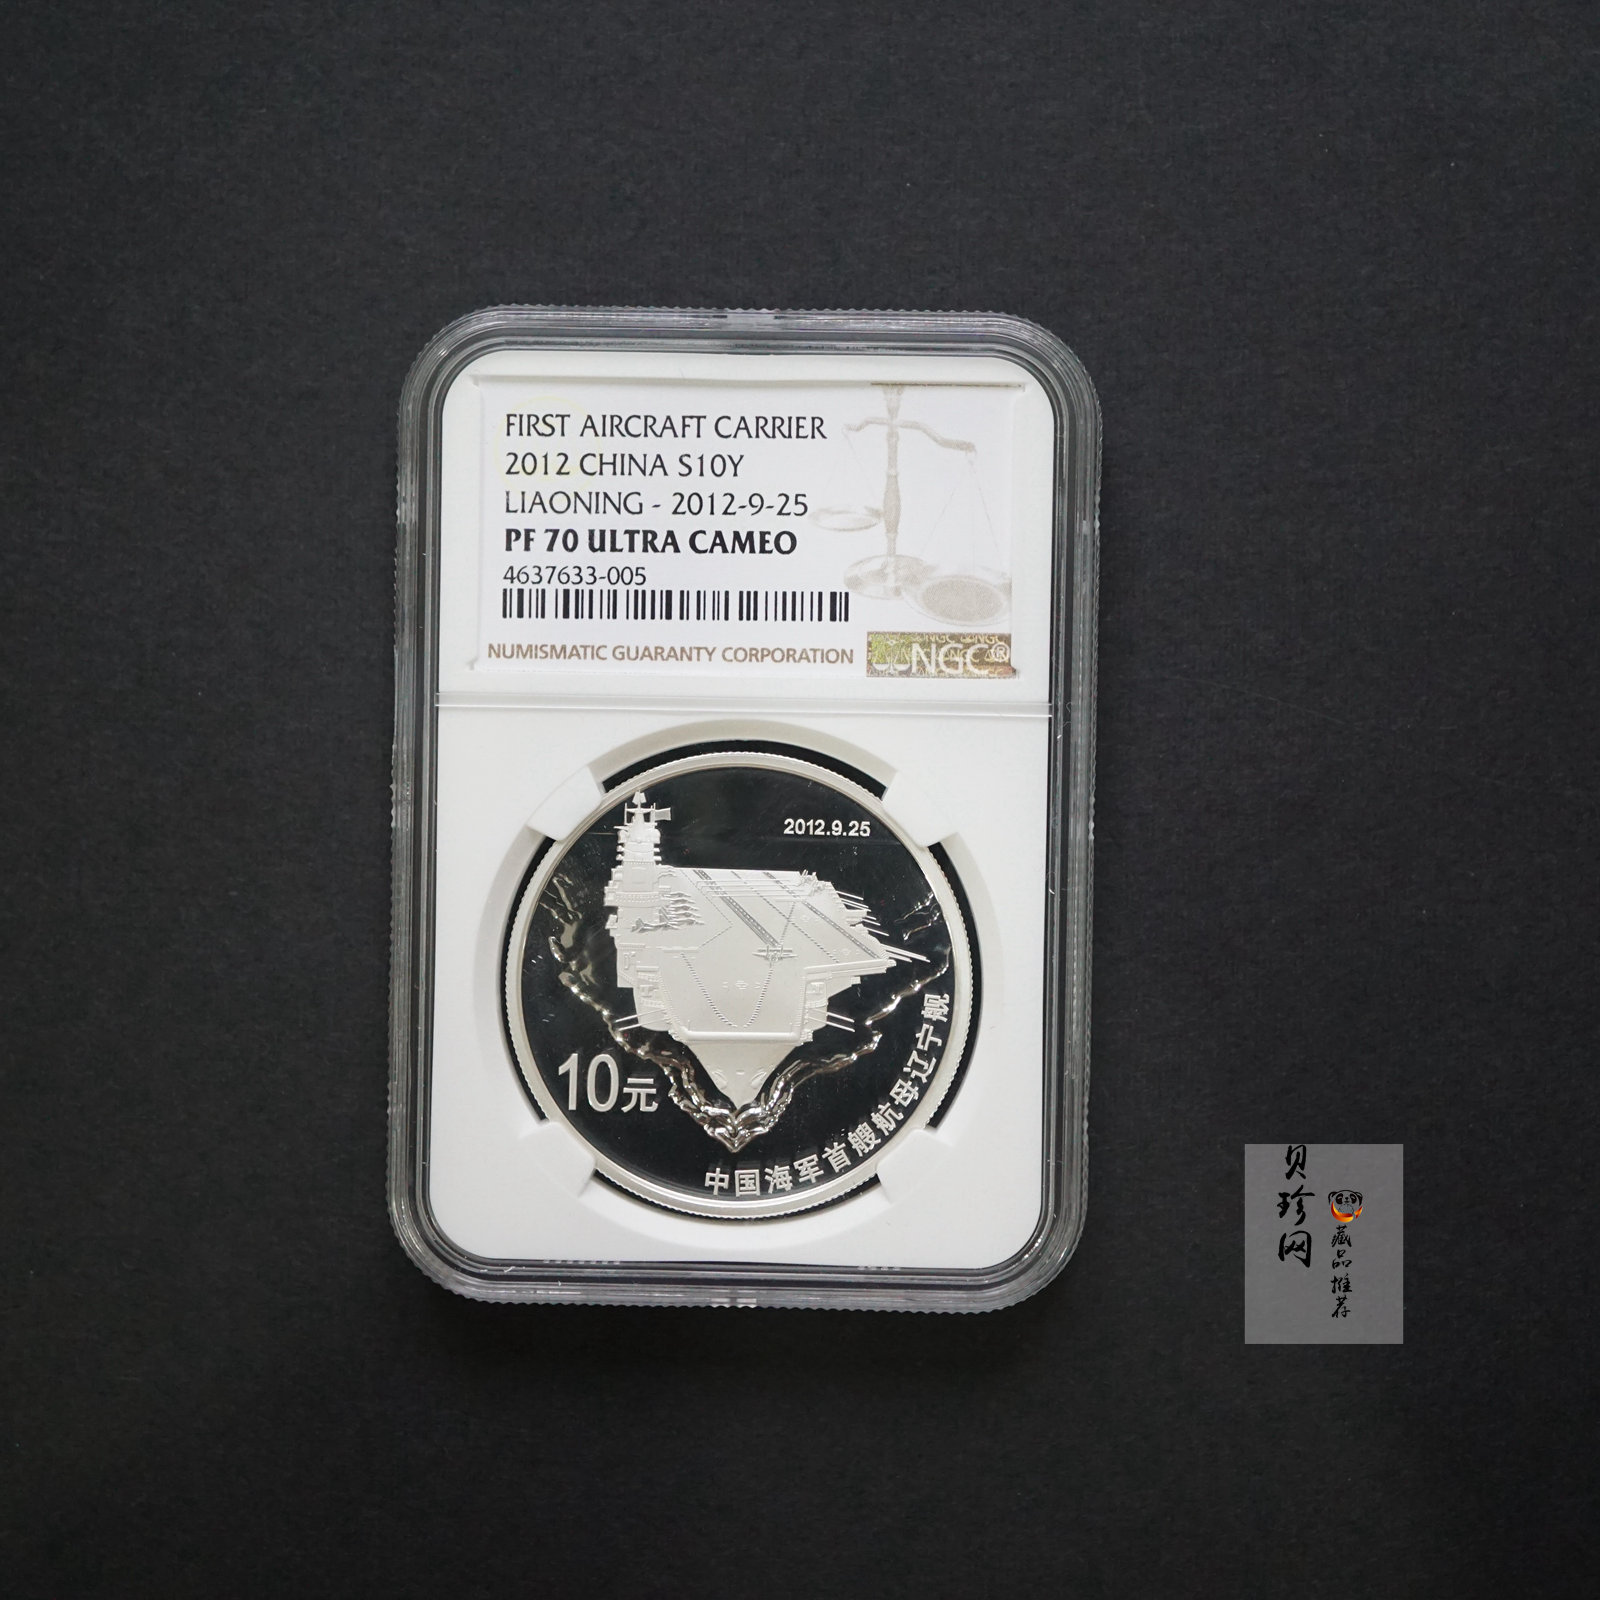 FIRST AIRCRAFT CARRIER
2012 CHINA S10Y
LIAONING - 2012-9-25
PF 70 ULTRA CAMEO
4637633-005
NUMISMATIC GUARANTY CORPORATION
NGC®
2012.9.25
10元
中国海军首艘航母辽宁舰
贝珍网
藏品推荐